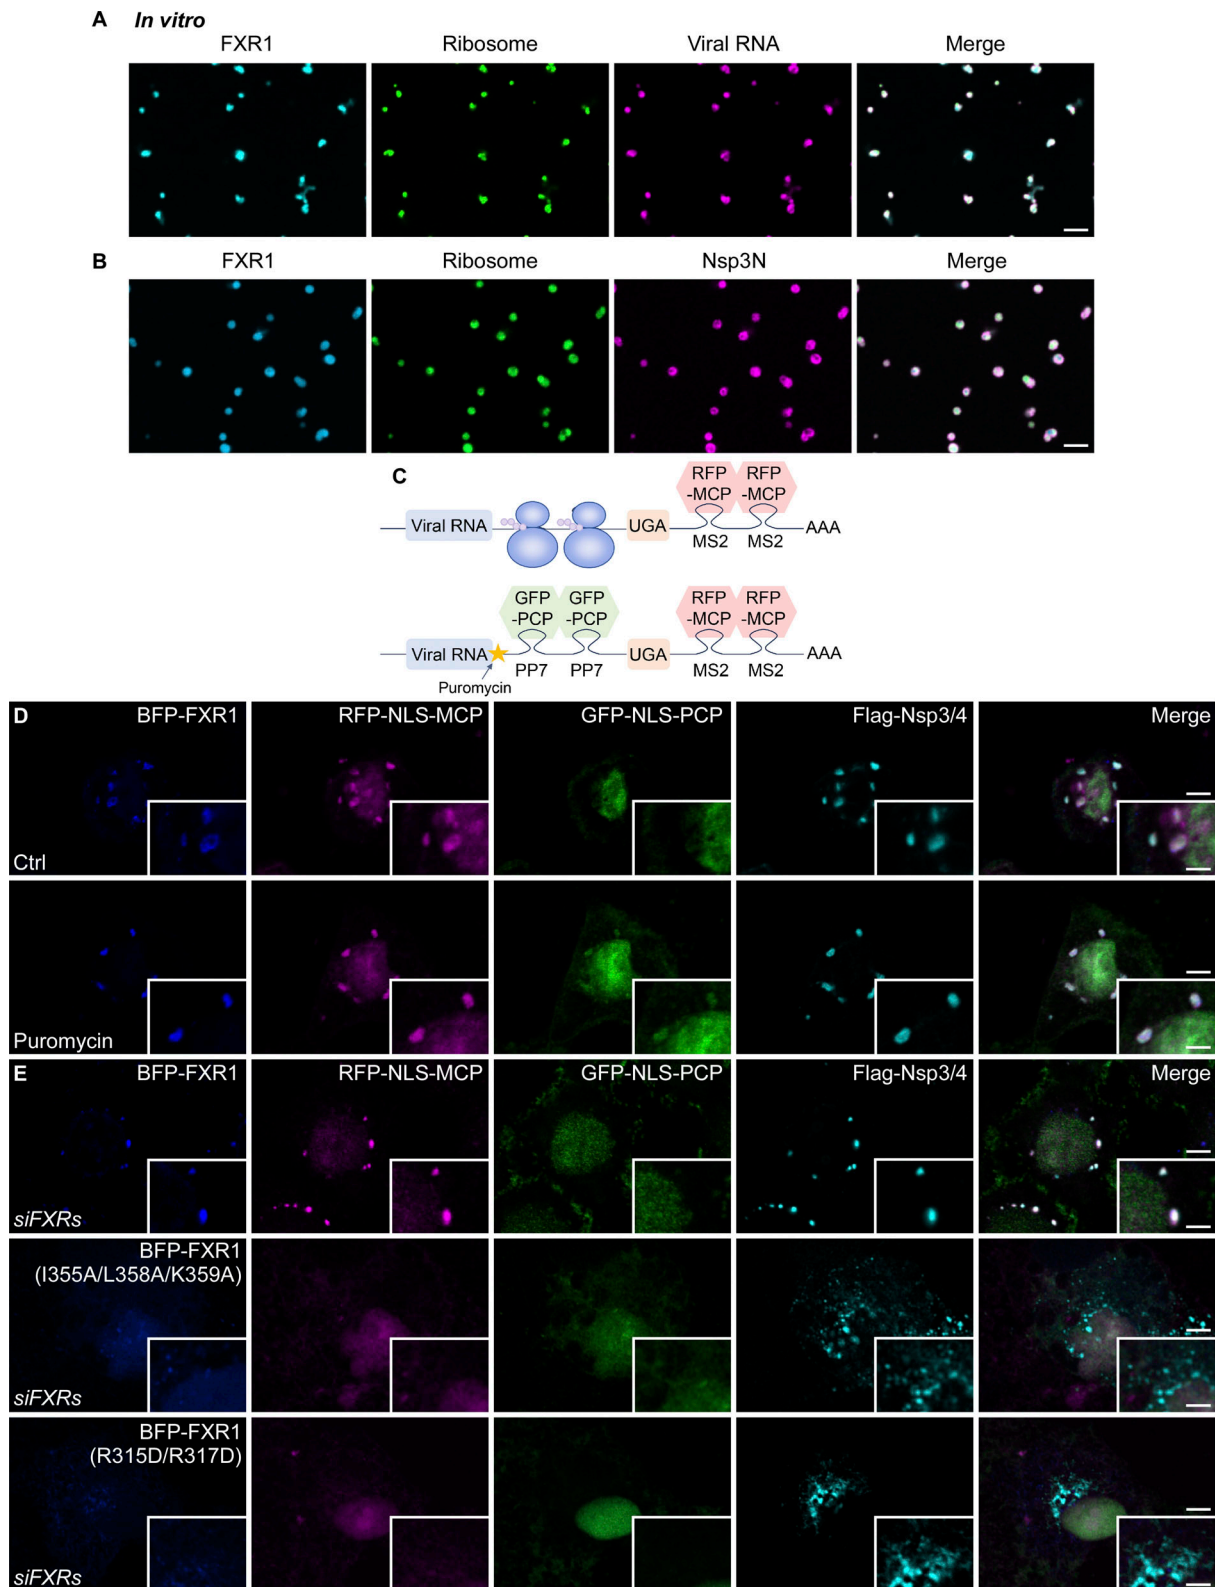 A In vitro
FXR1 Ribosome Viral RNA Merge
B FXR1 Ribosome Nsp3N Merge
C
RFP RFP
-MCP -MCP
Viral RNA UGA AAA
MS2 MS2
GFP GFP RFP RFP
-PCP -PCP -MCP -MCP
Viral RNA UGA AAA
PP7 PP7 MS2 MS2
Puromycin
D BFP-FXR1 RFP-NLS-MCP GFP-NLS-PCP Flag-Nsp3/4 Merge
Ctrl
Puromycin
E BFP-FXR1 RFP-NLS-MCP GFP-NLS-PCP Flag-Nsp3/4 Merge
siFXRs
BFP-FXR1
(I355A/L358A/K359A)
siFXRs
BFP-FXR1
(R315D/R317D)
siFXRs